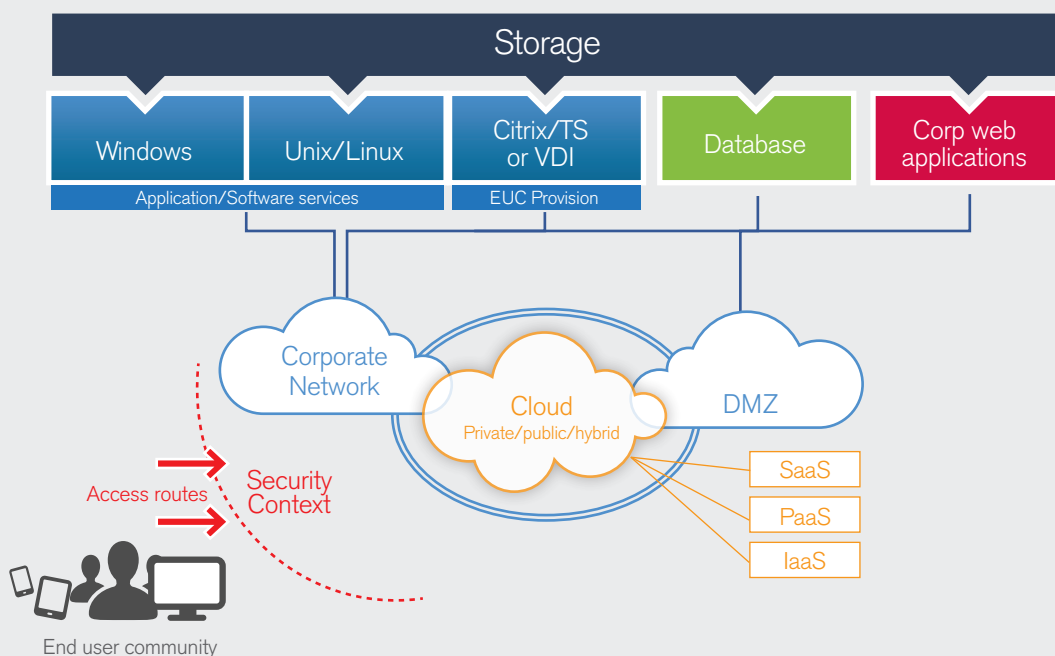 Storage
Windows
Unix/Linux
Citrix/TS
or VDI
Database
Corp web
applications
Application/Software services
EUC Provision
Corporate
Network
Cloud
Private/public/hybrid
DMZ
SaaS
PaaS
IaaS
Access routes
Security
Context
End user community